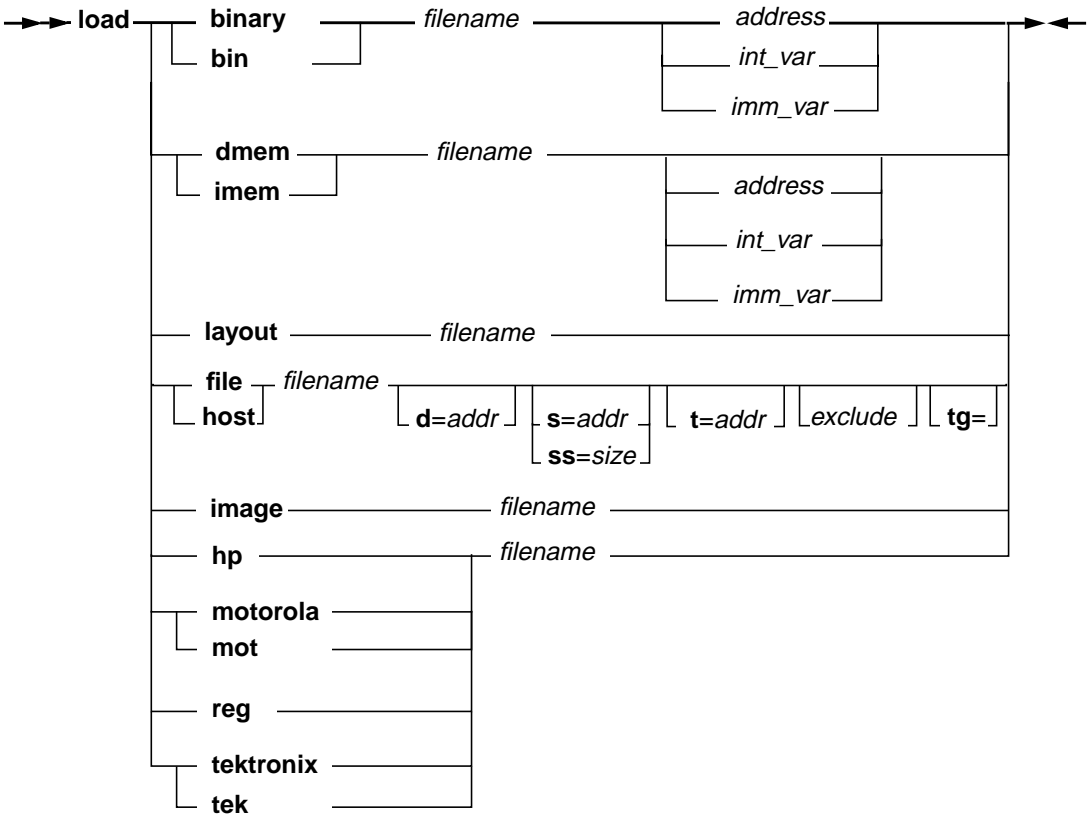 load binary filename address
bin int_var
imm_var
dmem filename
imem address
int_var
imm_var
layout filename
file filename
host d=addr s=addr t=addr exclude tg=
ss=size
image filename
hp filename
motorola
mot
reg
tektronix
tek